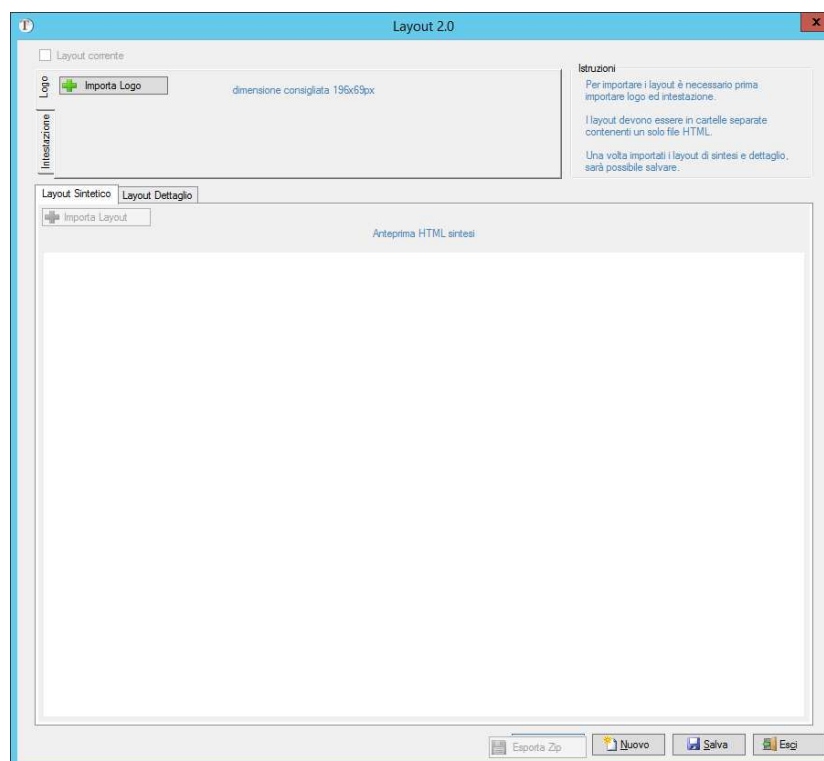 Layout 2.0
Layout corrente
Logo
Importa Logo
dimensione consigliata 196x69px
Intestazione
Istruzioni
Per importare i layout è necessario prima
importare logo ed intestazione.
I layout devono essere in cartelle separate
contenenti un solo file HTML.
Una volta importati i layout di sintesi e dettaglio,
sarà possibile salvare.
Layout Sintetico
Layout Dettaglio
Importa Layout
Anteprima HTML sintesi
Esporta Zip
Nuovo
Salva
Esci